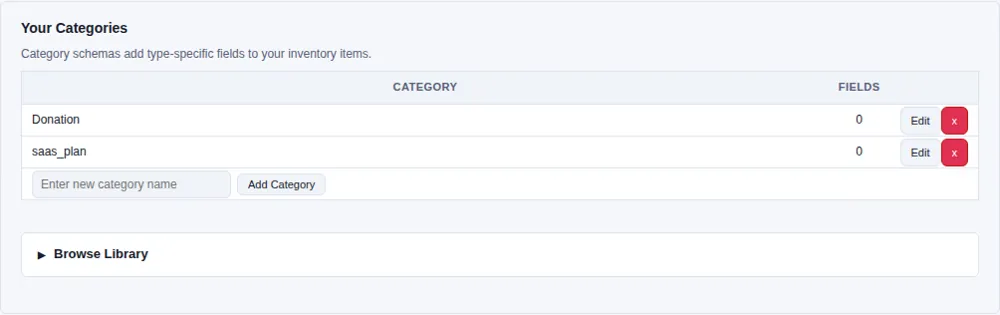 Your Categories
Category schemas add type-specific fields to your inventory items.
CATEGORY FIELDS
Donation 0 Edit x
saas_plan 0 Edit x
Enter new category name Add Category
▶ Browse Library